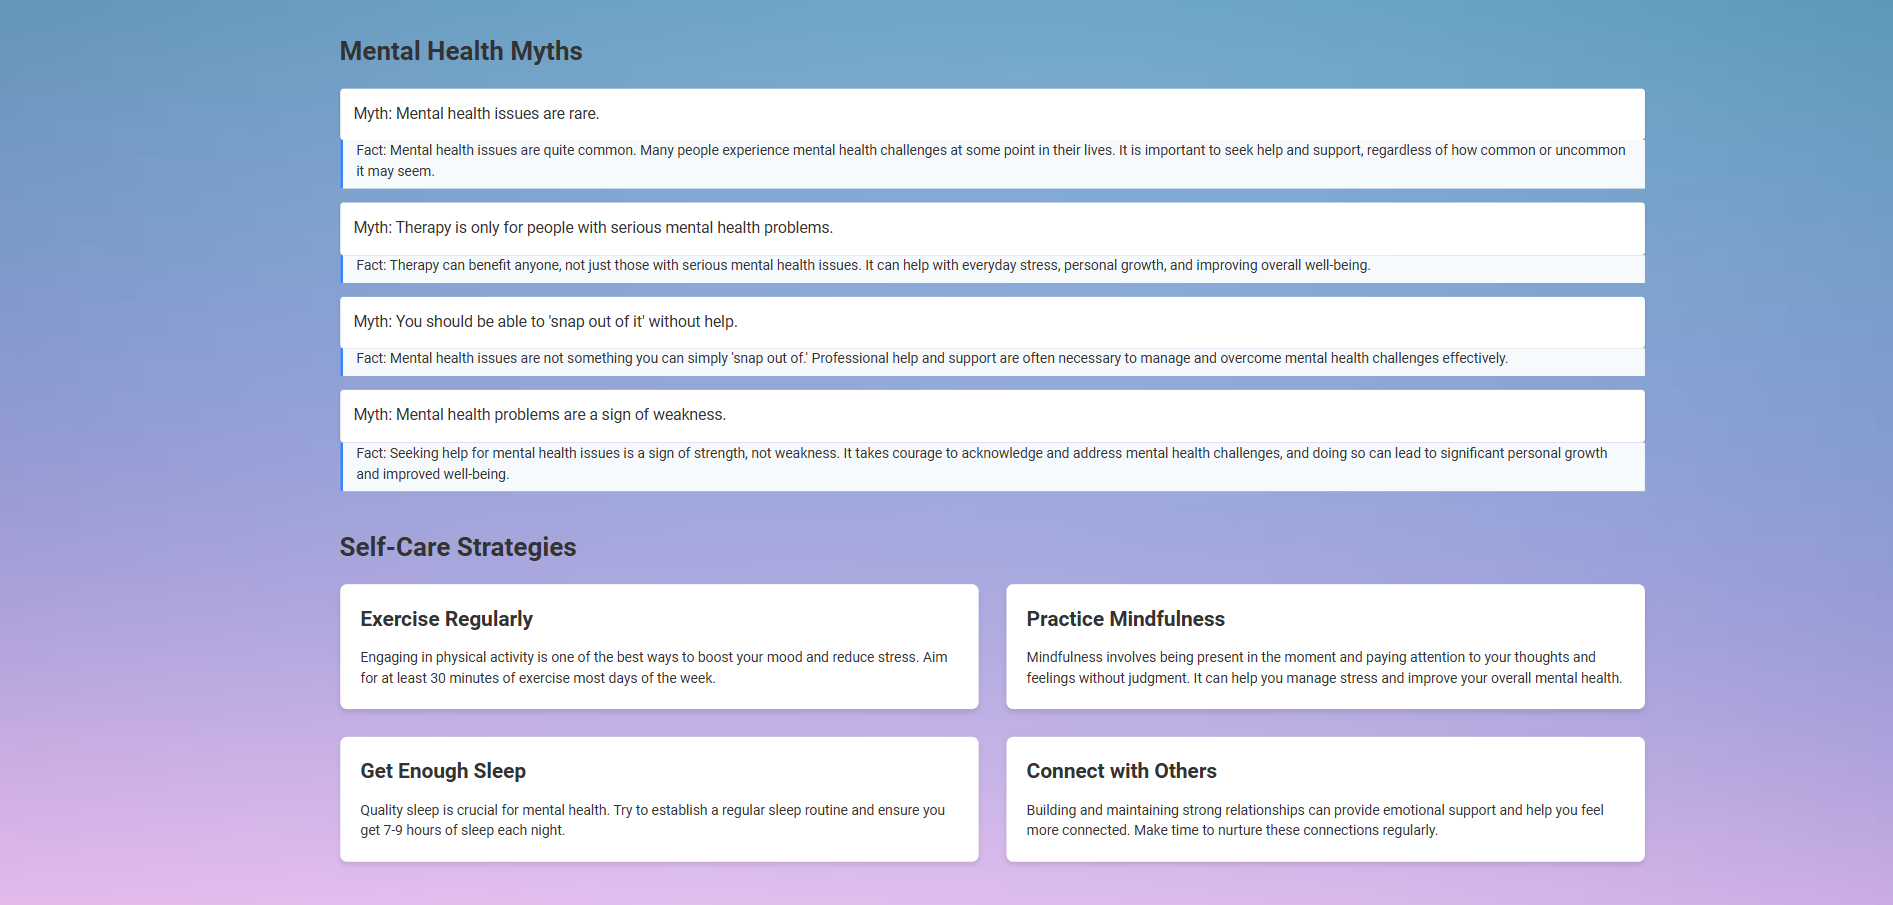 Mental Health Myths
Myth: Mental health issues are rare.
Fact: Mental health issues are quite common. Many people experience mental health challenges at some point in their lives. It is important to seek help and support, regardless of how common or uncommon
it may seem.
Myth: Therapy is only for people with serious mental health problems.
Fact: Therapy can benefit anyone, not just those with serious mental health issues. It can help with everyday stress, personal growth, and improving overall well-being.
Myth: You should be able to 'snap out of it' without help.
Fact: Mental health issues are not something you can simply 'snap out of.' Professional help and support are often necessary to manage and overcome mental health challenges effectively.
Myth: Mental health problems are a sign of weakness.
Fact: Seeking help for mental health issues is a sign of strength, not weakness. It takes courage to acknowledge and address mental health challenges, and doing so can lead to significant personal growth
and improved well-being.
Self-Care Strategies
Exercise Regularly
Engaging in physical activity is one of the best ways to boost your mood and reduce stress. Aim
for at least 30 minutes of exercise most days of the week.
Practice Mindfulness
Mindfulness involves being present in the moment and paying attention to your thoughts and
feelings without judgment. It can help you manage stress and improve your overall mental health.
Get Enough Sleep
Quality sleep is crucial for mental health. Try to establish a regular sleep routine and ensure you
get 7-9 hours of sleep each night.
Connect with Others
Building and maintaining strong relationships can provide emotional support and help you feel
more connected. Make time to nurture these connections regularly.